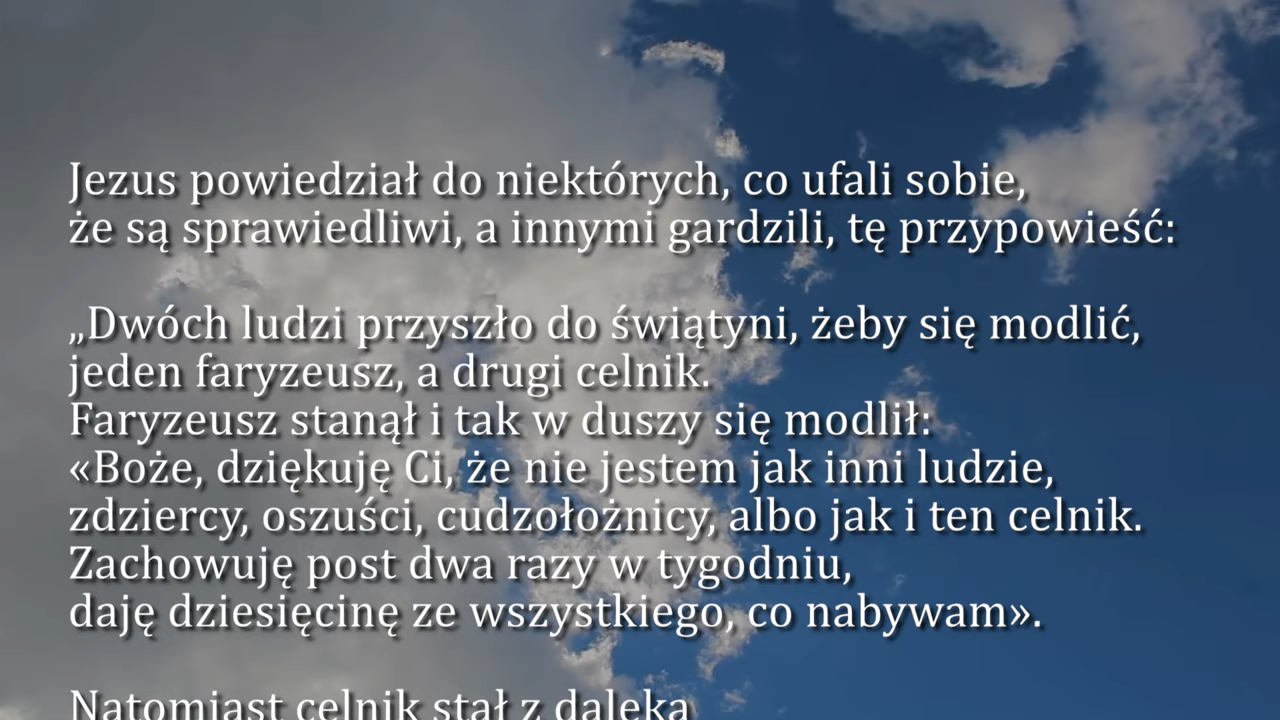 Jezus powiedział do niektórych, co ufali sobie,
że są sprawiedliwi, a innymi gardzili, tę przypowieść:
„Dwóch ludzi przyszło do świątyni, żeby się modlić,
jeden faryzeusz, a drugi celnik.
Faryzeusz stanął i tak w duszy się modlił:
«Boże, dziękuję Ci, że nie jestem jak inni ludzie,
zdziercy, oszuści, cudzołożnicy, albo jak i ten celnik.
Zachowuję post dwa razy w tygodniu,
daję dziesięcinę ze wszystkiego, co nabywam».
Natomiast celnik stał z daleka